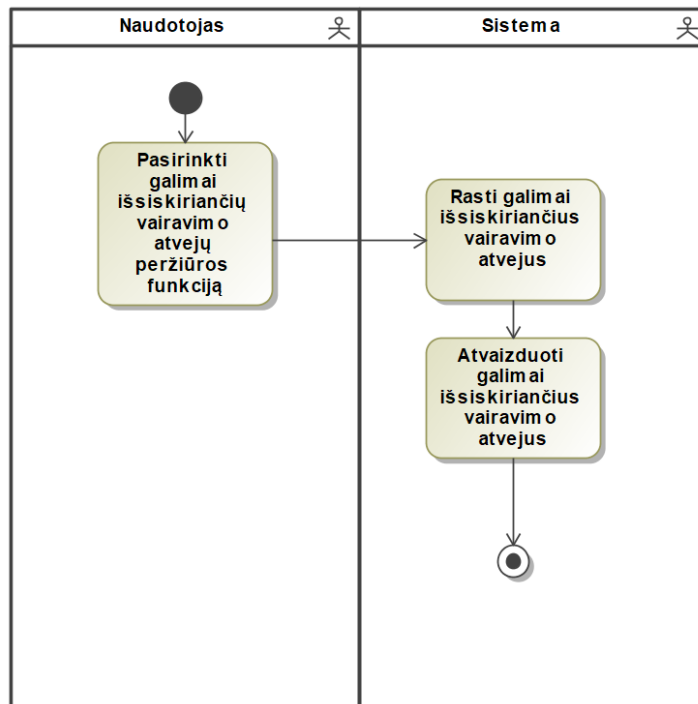 Naudotojas
Sistema
Pasirinkti
galimai
išsiskiriančių
vairavimo
atvejų
peržiūros
funkciją
Rasti galimai
išsiskiriančius
vairavimo
atvejus
Atvaizduoti
galimai
išsiskiriančius
vairavimo
atvejus